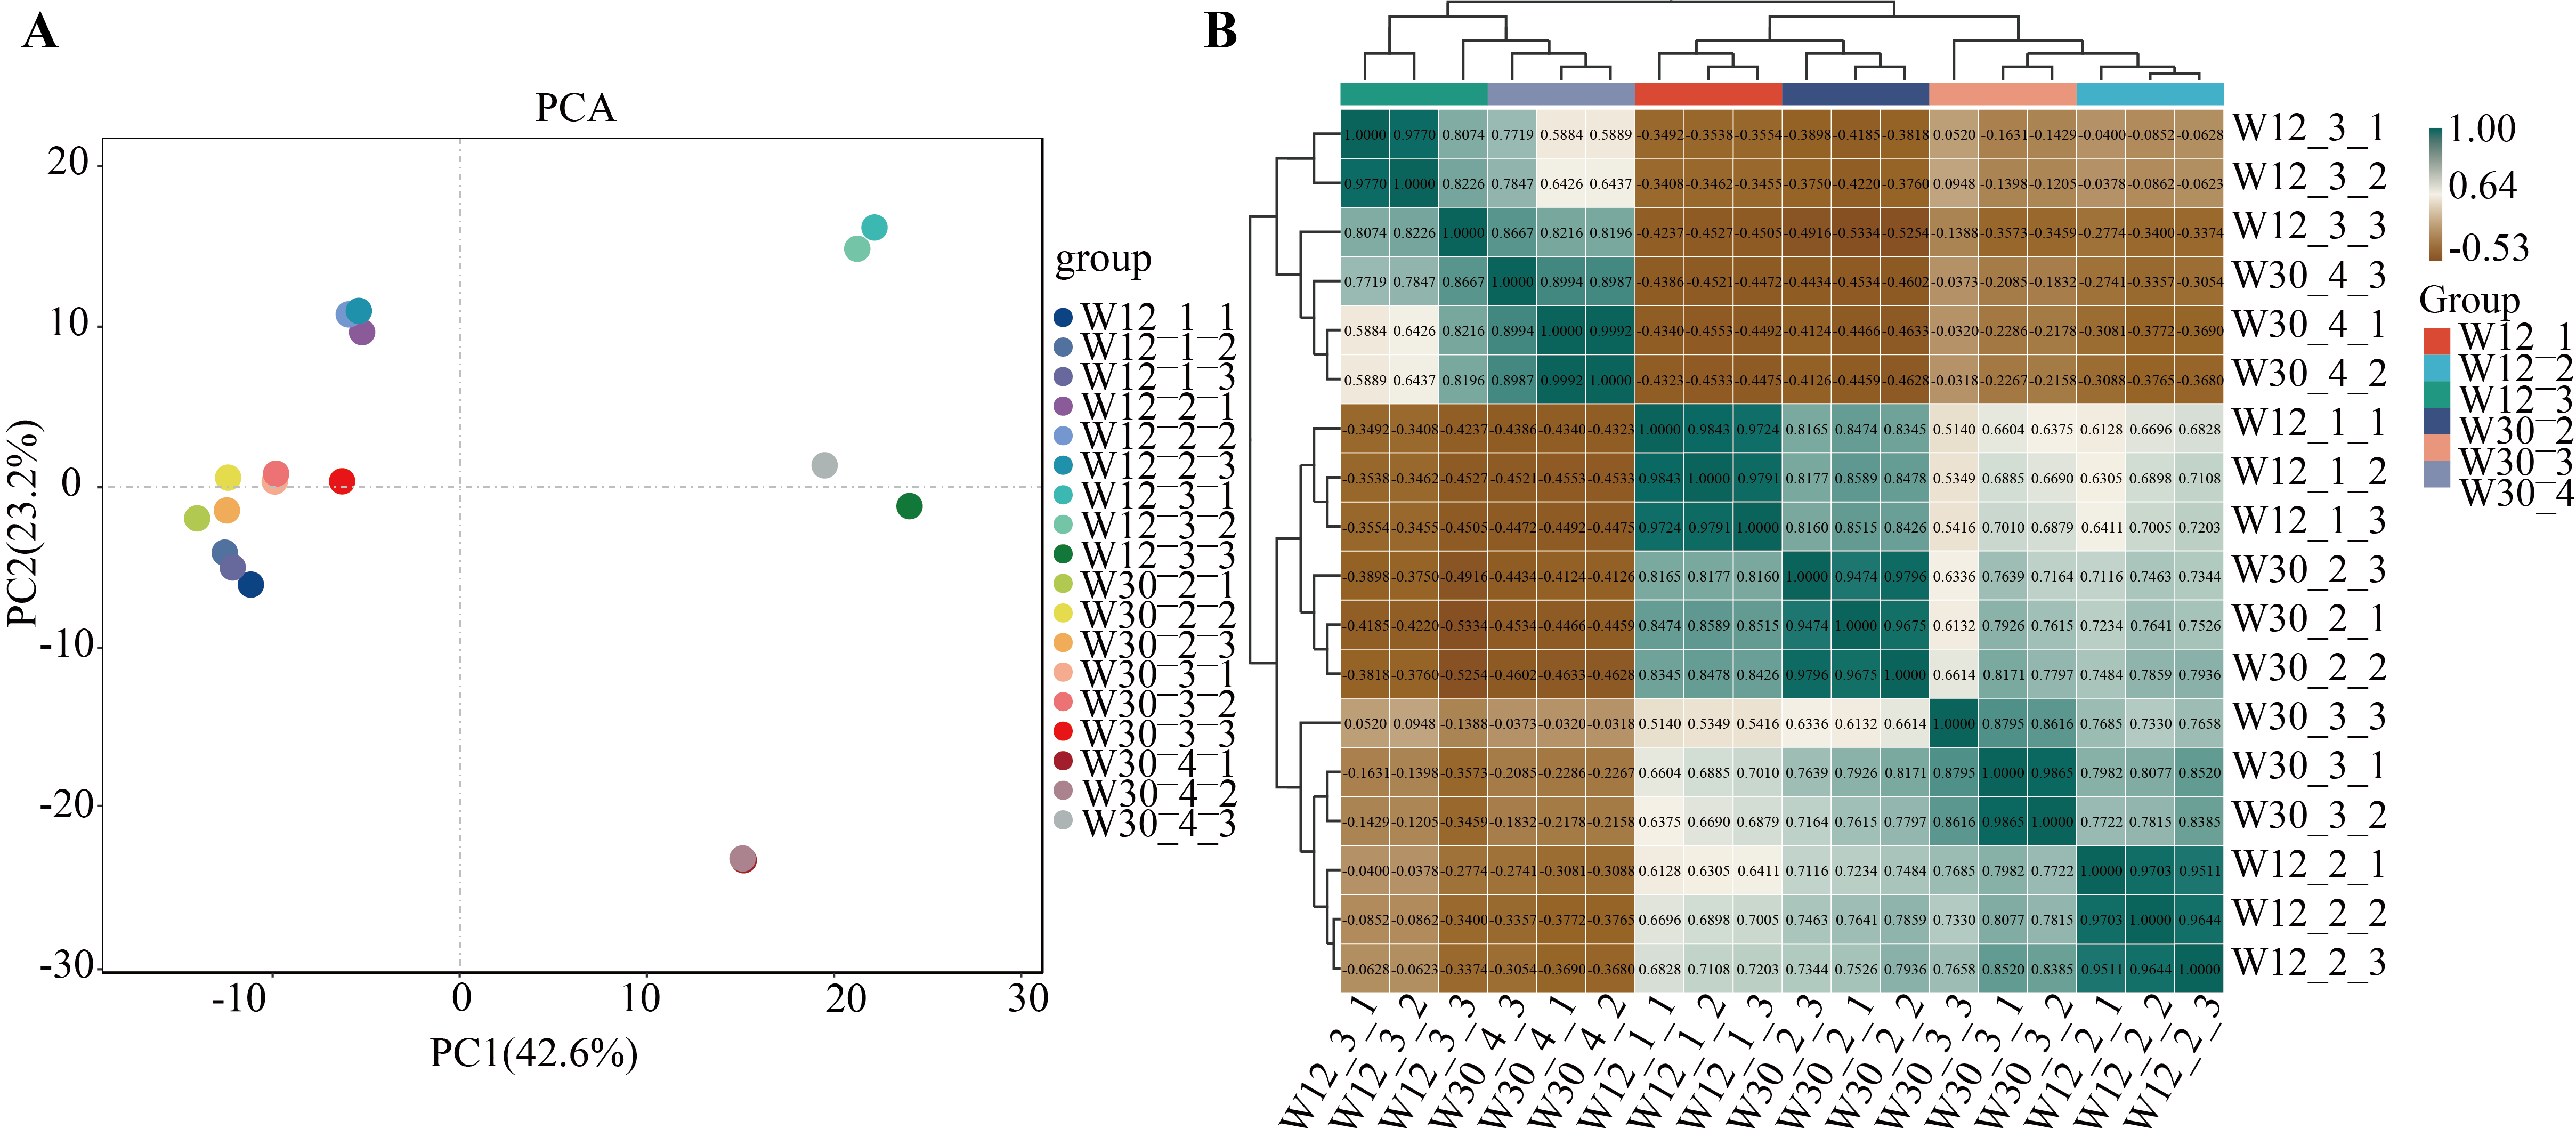 A
PCA
20
10
0
-10
-20
-30
-10
0
10
20
30
PC2(23.2%)
PC1(42.6%)
group
W12_1_1
W12_1_2
W12_1_3
W12_2_1
W12_2_2
W12_2_3
W12_3_1
W12_3_2
W12_3_3
W30_2_1
W30_2_2
W30_2_3
W30_3_1
W30_3_2
W30_3_3
W30_4_1
W30_4_2
W30_4_3
B
1.0000 0.9770 0.8074 0.7719 0.5884 0.5889 -0.3492 -0.3538 -0.3554 -0.3898 -0.4185 -0.3818 0.0520 -0.1631 -0.1429 -0.0400 -0.0852 -0.0628 W12_3_1
0.9770 1.0000 0.8226 0.7847 0.6426 0.6437 -0.3408 -0.3462 -0.3455 -0.3750 -0.4220 -0.3760 0.0948 -0.1398 -0.1205 -0.0378 -0.0862 -0.0623 W12_3_2
0.8074 0.8226 1.0000 0.8667 0.8216 0.8196 -0.4237 -0.4527 -0.4505 -0.4916 -0.5334 -0.5254 -0.1388 -0.3573 -0.3459 -0.2774 -0.3400 -0.3374 W12_3_3
0.7719 0.7847 0.8667 1.0000 0.8994 0.8987 -0.4386 -0.4521 -0.4472 -0.4434 -0.4534 -0.4602 -0.0373 -0.2085 -0.1832 -0.2741 -0.3357 -0.3054 W30_4_3
0.5884 0.6426 0.8216 0.8994 1.0000 0.9992 -0.4340 -0.4553 -0.4492 -0.4124 -0.4466 -0.4633 -0.0320 -0.2286 -0.2178 -0.3081 -0.3772 -0.3690 W30_4_1
0.5889 0.6437 0.8196 0.8987 0.9992 1.0000 -0.4323 -0.4533 -0.4475 -0.4126 -0.4459 -0.4628 -0.0318 -0.2267 -0.2158 -0.3088 -0.3765 -0.3680 W30_4_2
-0.3492 -0.3408 -0.4237 -0.4386 -0.4340 -0.4323 1.0000 0.9843 0.9724 0.8165 0.8474 0.8345 0.5140 0.6604 0.6375 0.6128 0.6696 0.6828 W12_1_1
-0.3538 -0.3462 -0.4527 -0.4521 -0.4553 -0.4533 0.9843 1.0000 0.9791 0.8177 0.8589 0.8478 0.5349 0.6885 0.6690 0.6305 0.6898 0.7108 W12_1_2
-0.3554 -0.3455 -0.4505 -0.4472 -0.4492 -0.4475 0.9724 0.9791 1.0000 0.8160 0.8515 0.8426 0.5416 0.7010 0.6879 0.6411 0.7005 0.7203 W12_1_3
-0.3898 -0.3750 -0.4916 -0.4434 -0.4124 -0.4126 0.8165 0.8177 0.8160 1.0000 0.9474 0.9796 0.6336 0.7639 0.7164 0.7116 0.7463 0.7344 W30_2_3
-0.4185 -0.4220 -0.5334 -0.4534 -0.4466 -0.4459 0.8474 0.8589 0.8515 0.9474 1.0000 0.9675 0.6132 0.7926 0.7615 0.7234 0.7641 0.7526 W30_2_1
-0.3818 -0.3760 -0.5254 -0.4602 -0.4633 -0.4628 0.8345 0.8478 0.8426 0.9796 0.9675 1.0000 0.6614 0.8171 0.7797 0.7484 0.7859 0.7936 W30_2_2
0.0520 0.0948 -0.1388 -0.0373 -0.0320 -0.0318 0.5140 0.5349 0.5416 0.6336 0.6132 0.6614 1.0000 0.8795 0.8616 0.7685 0.7330 0.7658 W30_3_3
-0.1631 -0.1398 -0.3573 -0.2085 -0.2286 -0.2267 0.6604 0.6885 0.7010 0.7639 0.7926 0.8171 0.8795 1.0000 0.9865 0.7982 0.8077 0.8520 W30_3_1
-0.1429 -0.1205 -0.3459 -0.1832 -0.2178 -0.2158 0.6375 0.6690 0.6879 0.7164 0.7615 0.7797 0.8616 0.9865 1.0000 0.7722 0.7815 0.8385 W30_3_2
-0.0400 -0.0378 -0.2774 -0.2741 -0.3081 -0.3088 0.6128 0.6305 0.6411 0.7116 0.7234 0.7484 0.7685 0.7982 0.7722 1.0000 0.9703 0.9511 W12_2_1
-0.0852 -0.0862 -0.3400 -0.3357 -0.3772 -0.3765 0.6696 0.6898 0.7005 0.7463 0.7641 0.7859 0.7330 0.8077 0.7815 0.9703 1.0000 0.9644 W12_2_2
-0.0628 -0.0623 -0.3374 -0.3054 -0.3690 -0.3680 0.6828 0.7108 0.7203 0.7344 0.7526 0.7936 0.7658 0.8520 0.8385 0.9511 0.9644 1.0000 W12_2_3
W12_3_1
W12_3_2
W12_3_3
W30_4_3
W30_4_1
W30_4_2
W12_1_1
W12_1_2
W12_1_3
W30_2_3
W30_2_1
W30_2_2
W30_3_3
W30_3_1
W30_3_2
W12_2_1
W12_2_2
W12_2_3
1.00
0.64
-0.53
Group
W12_1
W12_2
W12_3
W30_2
W30_3
W30_4